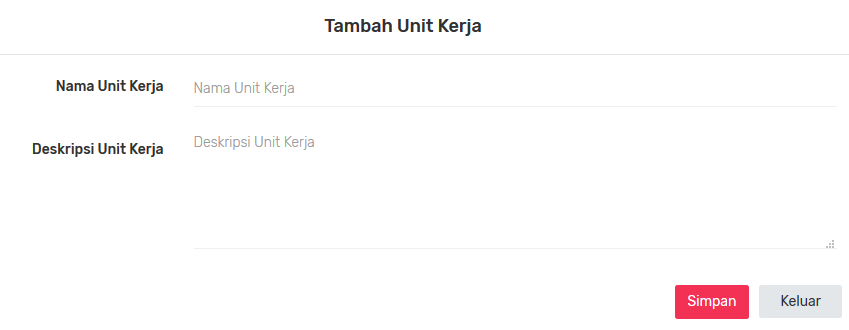 Tambah Unit Kerja
Nama Unit Kerja Nama Unit Kerja
Deskripsi Unit Kerja Deskripsi Unit Kerja
Simpan Keluar